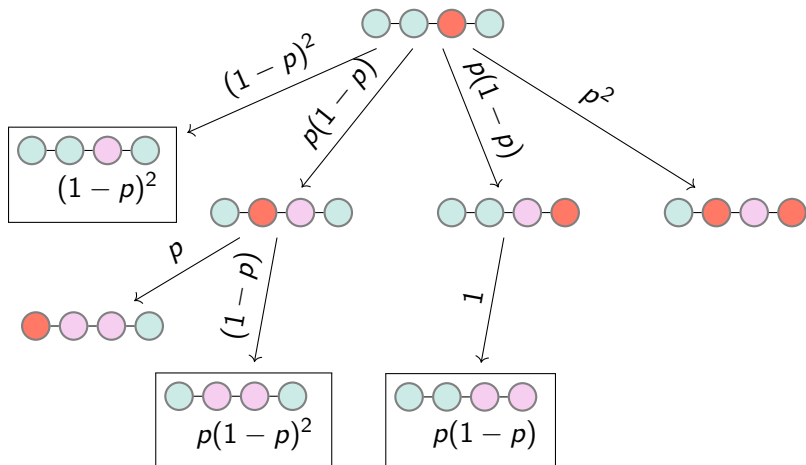 (1 − p)²
p(1 − p)
p(1 − p)
p²
(1 − p)²
p
(1 − p)
1
p(1 − p)²
p(1 − p)